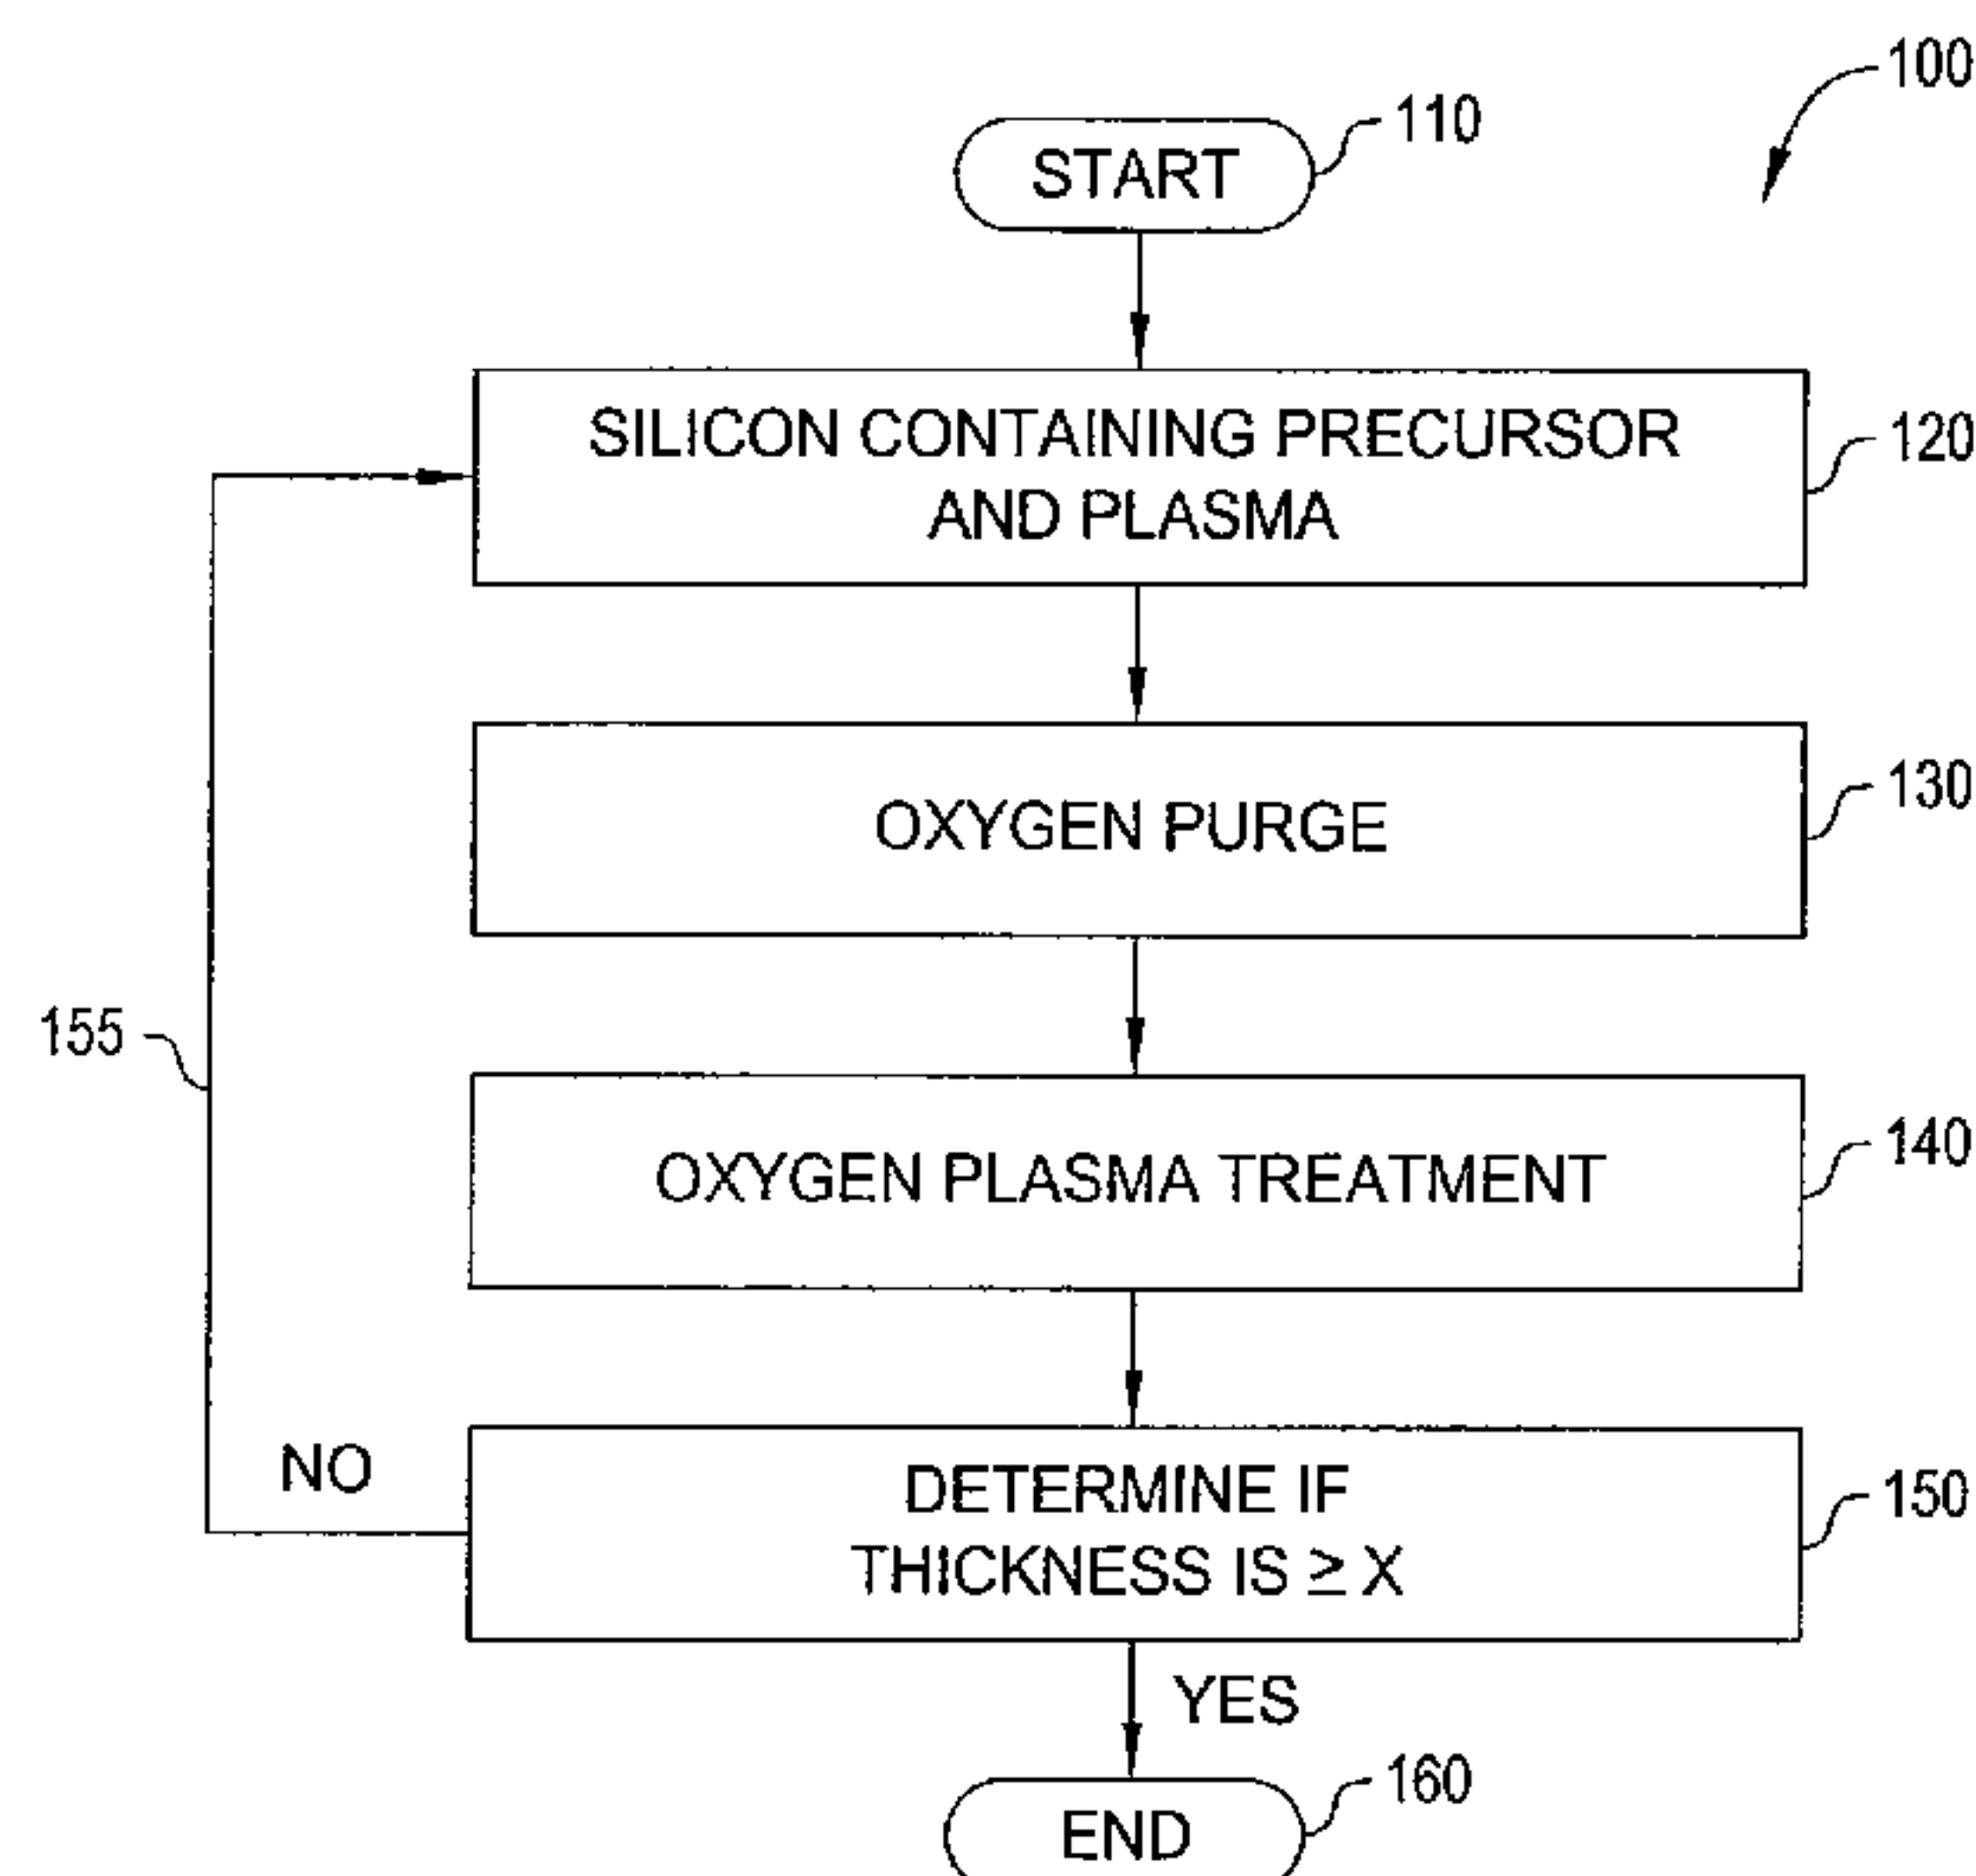 100
START
110
SILICON CONTAINING PRECURSOR
AND PLASMA
120
OXYGEN PURGE
130
155
OXYGEN PLASMA TREATMENT
140
NO
DETERMINE IF
THICKNESS IS ≥ X
150
YES
END
160